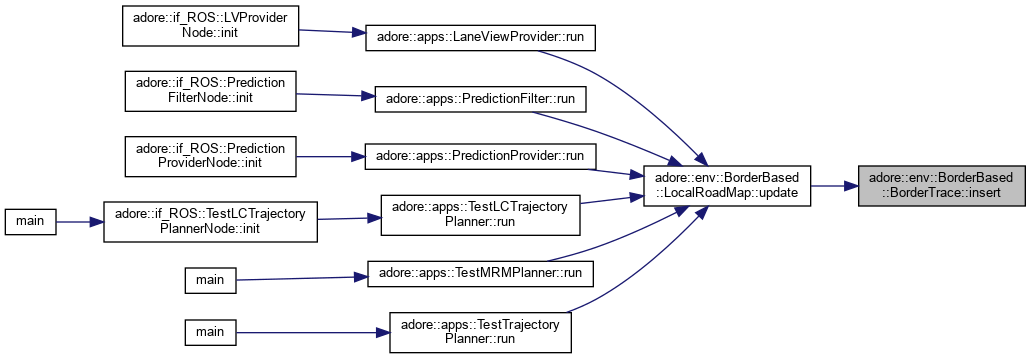 adore::if_ROS::LVProvider
Node::init
adore::apps::LaneViewProvider::run
adore::if_ROS::Prediction
FilterNode::init
adore::apps::PredictionFilter::run
adore::if_ROS::Prediction
ProviderNode::init
adore::apps::PredictionProvider::run
adore::env::BorderBased
::LocalRoadMap::update
adore::env::BorderBased
::BorderTrace::insert
main
adore::if_ROS::TestLCTrajectory
PlannerNode::init
adore::apps::TestLCTrajectory
Planner::run
main
adore::apps::TestMRMPlanner::run
main
adore::apps::TestTrajectory
Planner::run